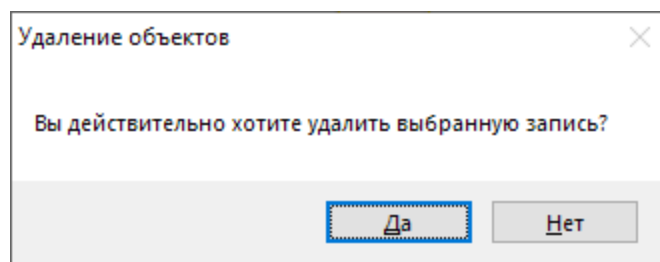 Удаление объектов
Вы действительно хотите удалить выбранную запись?
Да
Нет